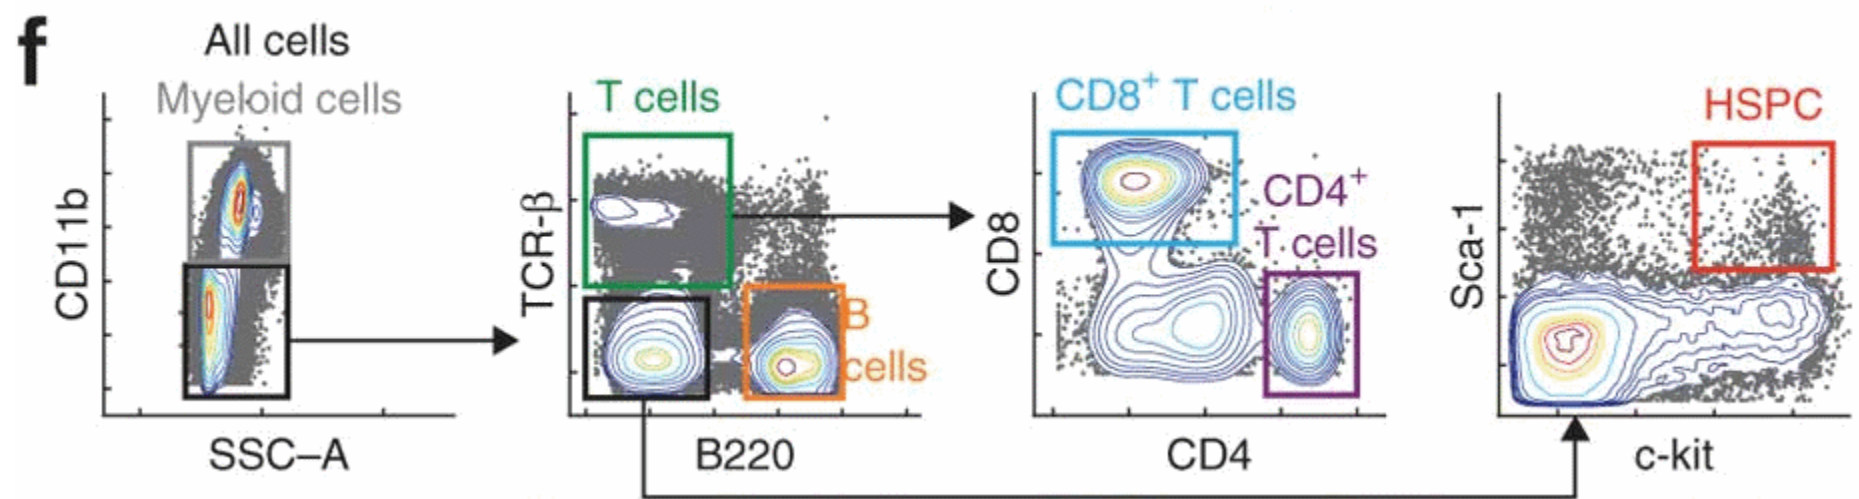 f
All cells
Myeloid cells
CD11b
SSC–A
T cells
B
cells
TCR-β
B220
CD8⁺ T cells
CD4⁺
T cells
CD8
CD4
HSPC
Sca-1
c-kit